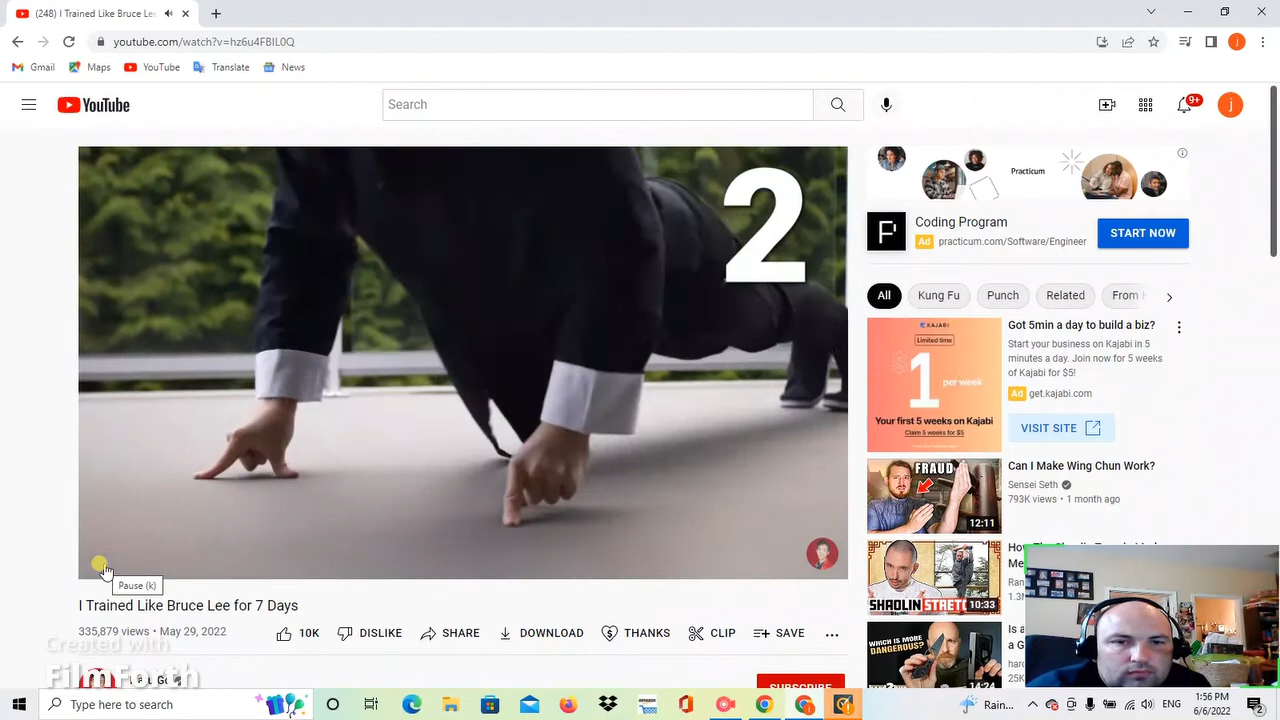 (248) I Trained Like Bruce Lee
youtube.com/watch?v=hz6u4FBIL0Q
Gmail
Maps
YouTube
Translate
News
YouTube
Search
9+
j
j
2
Pause (k)
I Trained Like Bruce Lee for 7 Days
335,879 views • May 29, 2022
10K
DISLIKE
SHARE
DOWNLOAD
THANKS
CLIP
SAVE
Created with
FilmForth
SUBSCRIBE
Practicum
Coding Program
Ad practicum.com/Software/Engineer
START NOW
All
Kung Fu
Punch
Related
From
KAJABI
Limited time
$1 per week
Your first 5 weeks on Kajabi
Claim 5 weeks for $5
Got 5min a day to build a biz?
Start your business on Kajabi in 5
minutes a day. Join now for 5 weeks
of Kajabi for $5!
Ad get.kajabi.com
VISIT SITE
FRAUD
12:11
Can I Make Wing Chun Work?
Sensei Seth
793K views • 1 month ago
SHAOLIN STRETCH
10:33
WHICH IS MORE
DANGEROUS?
14:24
Type here to search
Rain...
ENG
1:56 PM
6/6/2022
2